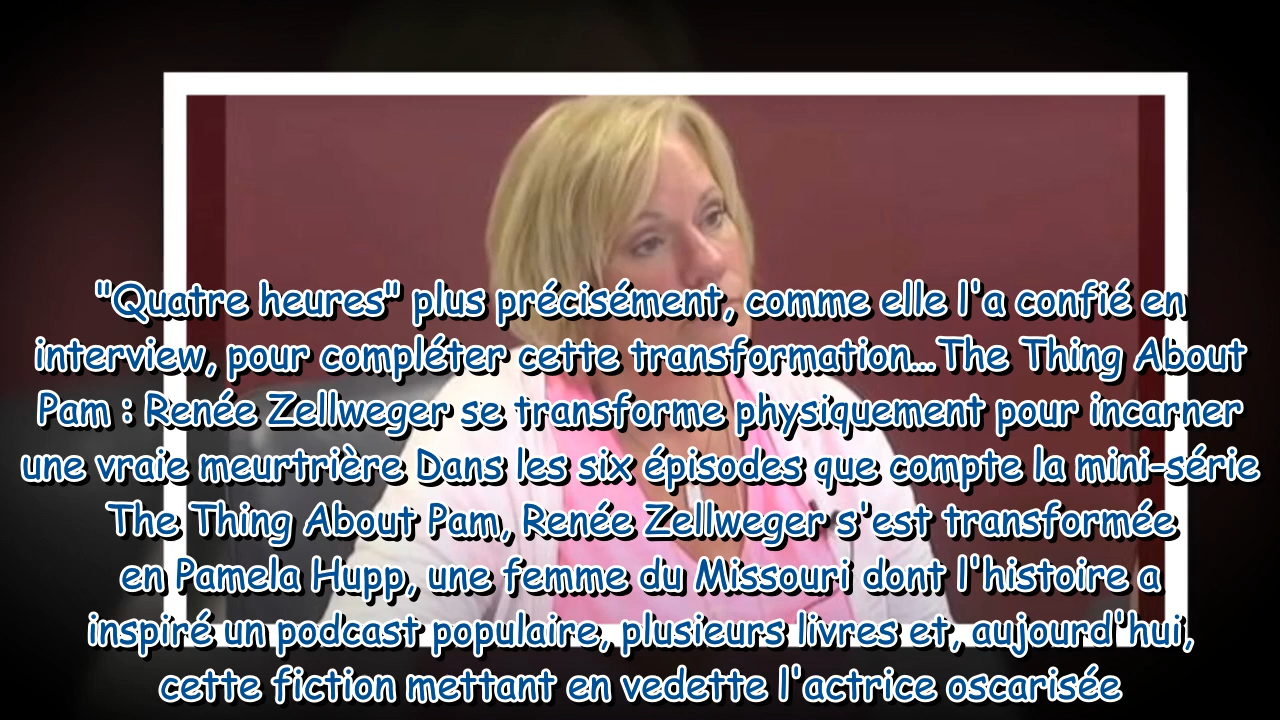 "Quatre heures" plus précisément, comme elle l'a confié en
interview, pour compléter cette transformation...The Thing About
Pam : Renée Zellweger se transforme physiquement pour incarner
une vraie meurtrière Dans les six épisodes que compte la mini-série
The Thing About Pam, Renée Zellweger s'est transformée
en Pamela Hupp, une femme du Missouri dont l'histoire a
inspiré un podcast populaire, plusieurs livres et, aujourd'hui,
cette fiction mettant en vedette l'actrice oscarisée